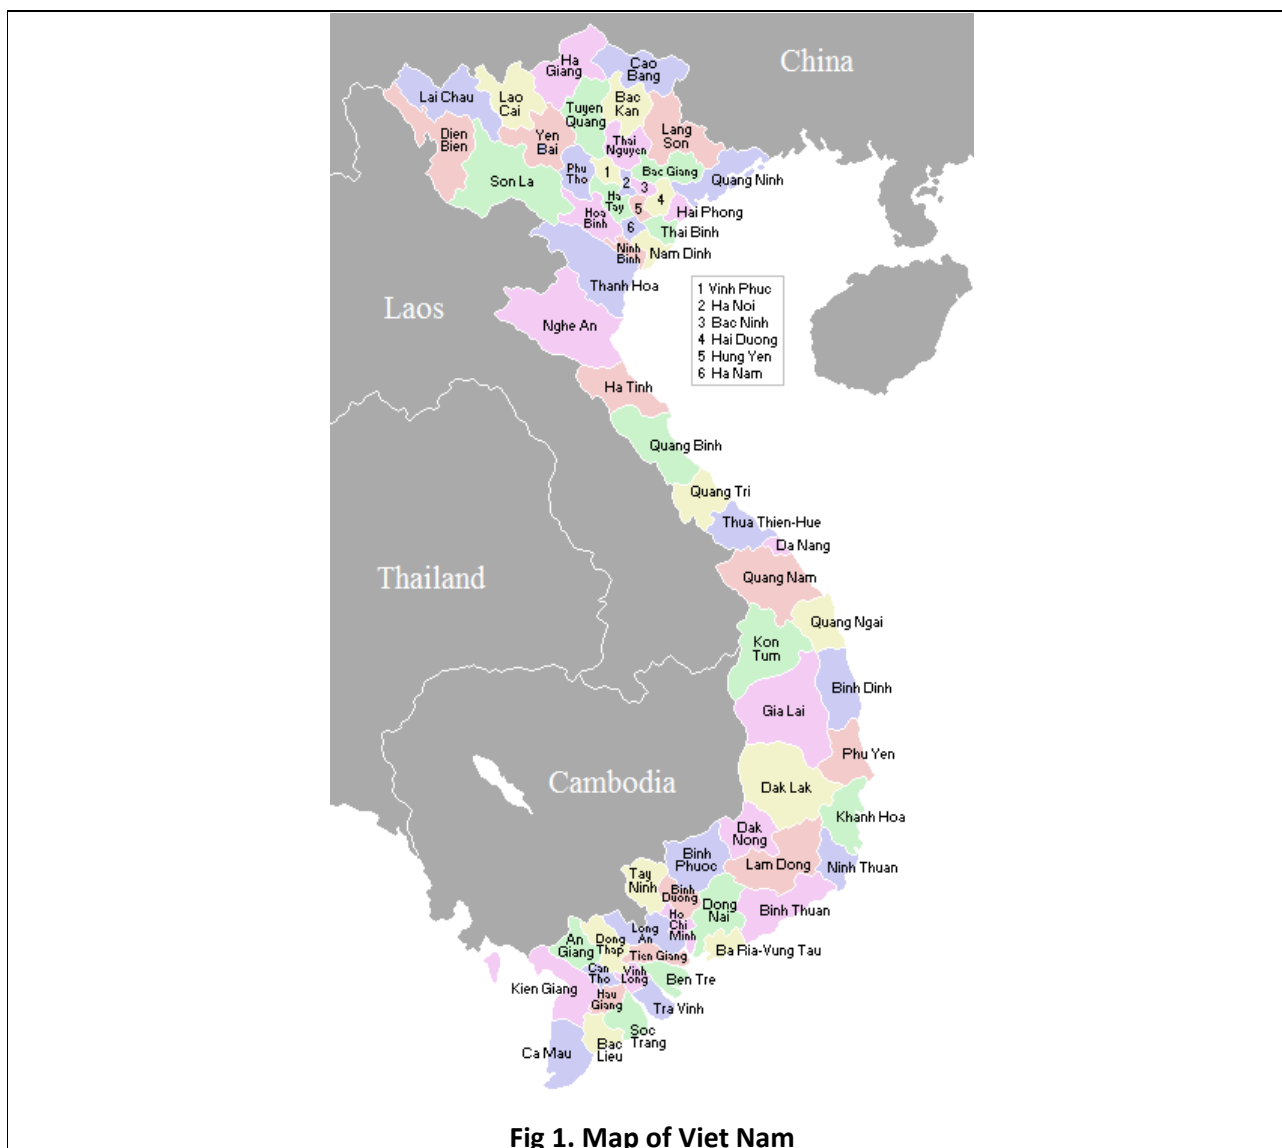 China
Ha
Giang
Cao
Bang
Lai Chau
Lao
Cai
Tuyen
Quang
Bac
Kan
Dien
Bien
Yen
Bai
Thai
Nguyen
Lang
Son
Son La
Phu
Tho
1
2
3
4
5
6
Bac Giang
Quang Ninh
Ha
Tay
Hoa
Binh
Hai Phong
Thai Binh
Ninh
Binh
Nam Dinh
Thanh Hoa
1 Vinh Phuc
2 Ha Noi
3 Bac Ninh
4 Hai Duong
5 Hung Yen
6 Ha Nam
Laos
Nghe An
Ha Tinh
Quang Binh
Quang Tri
Thua Thien-Hue
Da Nang
Thailand
Quang Nam
Quang Ngai
Kon
Tum
Binh Dinh
Gia Lai
Phu Yen
Cambodia
Dak Lak
Khanh Hoa
Dak
Nong
Binh
Phuoc
Lam Dong
Ninh Thuan
Tay
Ninh
Binh
Duong
Dong
Nai
Binh Thuan
Ho
Chi
Minh
Long
An
An
Giang
Dong
Thap
Tien Giang
Ba Ria-Vung Tau
Can
Tho
Vinh
Long
Ben Tre
Kien Giang
Hau
Giang
Tra Vinh
Soc
Trang
Bac
Lieu
Ca Mau
Fig 1. Map of Viet Nam